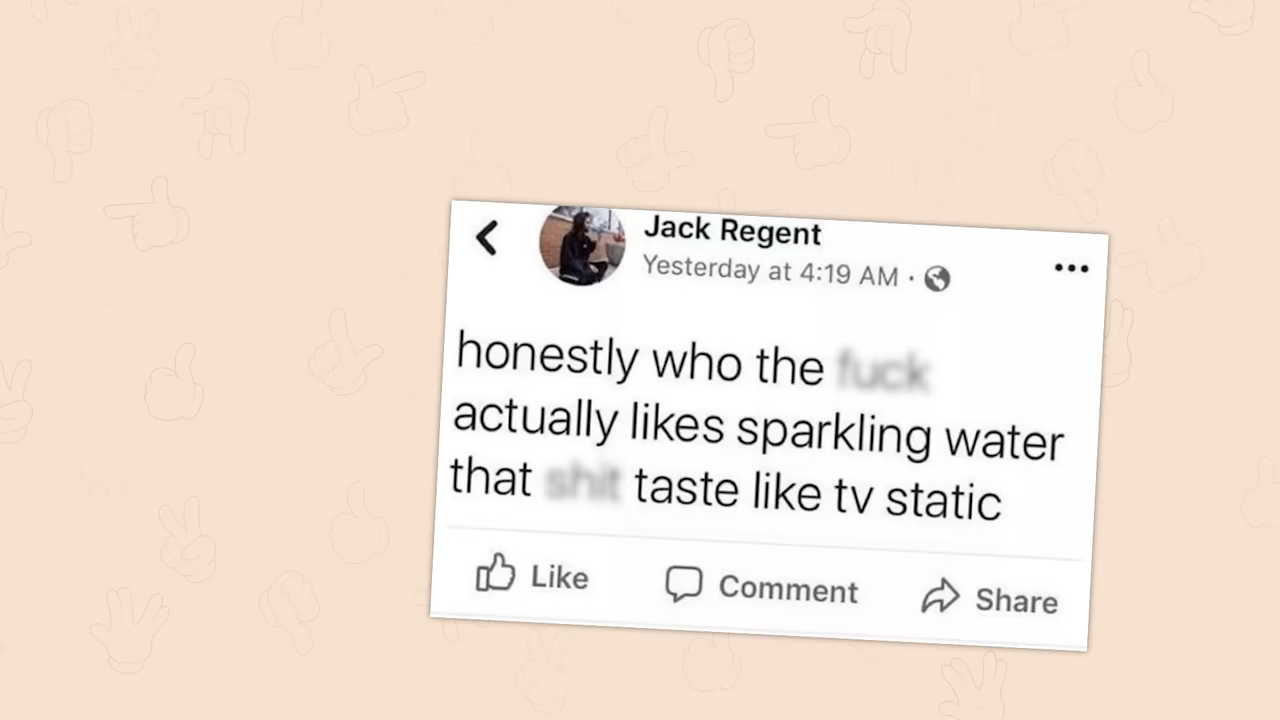 Jack Regent
Yesterday at 4:19 AM ·
honestly who the fuck
actually likes sparkling water
that shit taste like tv static
Like Comment Share